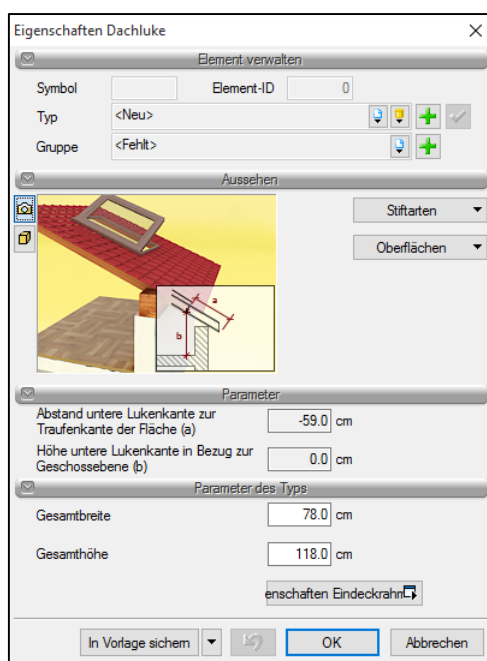 Eigenschaften Dachluke
Element verwalten
Symbol Element-ID 0
Typ <Neu>
Gruppe <Fehlt>
Aussehen
Stiftarten
Oberflächen
a
b
Parameter
Abstand untere Lukenkante zur
Traufenkante der Fläche (a)
-59.0 cm
Höhe untere Lukenkante in Bezug zur
Geschossebene (b)
0.0 cm
Parameter des Typs
Gesamtbreite 78.0 cm
Gesamthöhe 118.0 cm
enschaften Eindeckrahm
In Vorlage sichern OK Abbrechen